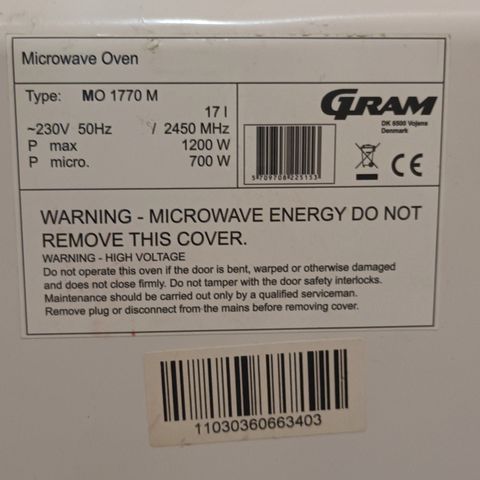 Microwave Oven
Type: MO 1770 M
17 l
~230V 50Hz / 2450 MHz
P max 1200 W
P micro. 700 W
GRAM
DK 6500 Vojens
Denmark
5 709708 225153
CE
WARNING - MICROWAVE ENERGY DO NOT
REMOVE THIS COVER.
WARNING - HIGH VOLTAGE
Do not operate this oven if the door is bent, warped or otherwise damaged
and does not close firmly. Do not tamper with the door safety interlocks.
Maintenance should be carried out only by a qualified serviceman.
Remove plug or disconnect from the mains before removing cover.
11030360663403